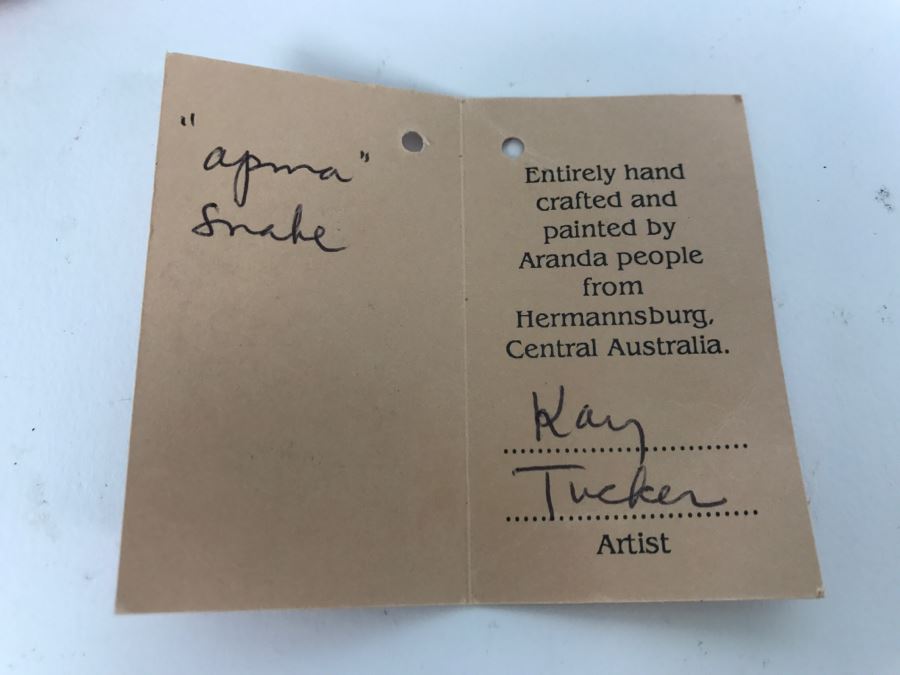 "apma"
Snake
Entirely hand
crafted and
painted by
Aranda people
from
Hermannsburg,
Central Australia.
Kay
Tucker
Artist